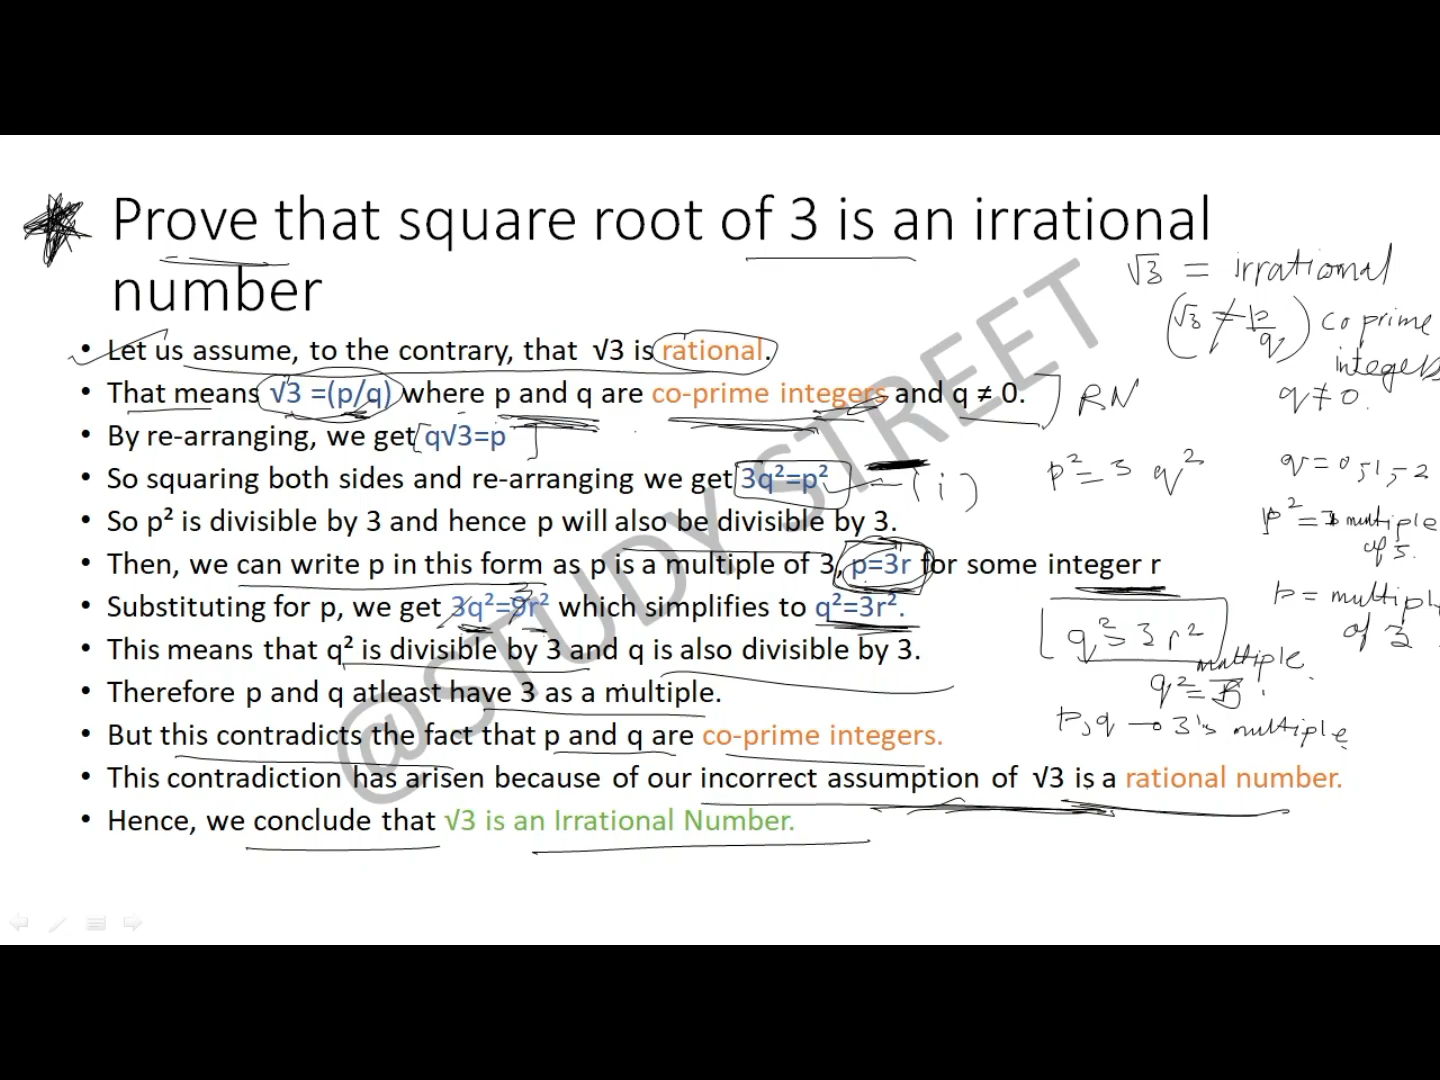 Prove that square root of 3 is an irrational
number
√3 = irrational
(√3 ≠ p/q) co prime
integers
q ≠ 0.
• Let us assume, to the contrary, that √3 is rational.
• That means √3 =(p/q) where p and q are co-prime integers and q ≠ 0.
RN
• By re-arranging, we get q√3=p
• So squaring both sides and re-arranging we get 3q²=p²
(i)
p² = 3 q²
• So p² is divisible by 3 and hence p will also be divisible by 3.
p² = multiple
of
• Then, we can write p in this form as p is a multiple of 3, p=3r for some integer r
p = multiple
of 3
• Substituting for p, we get 3q²=9r² which simplifies to q²=3r².
3
q² = 3 r²
• This means that q² is divisible by 3 and q is also divisible by 3.
multiple
q² =
• Therefore p and q atleast have 3 as a multiple.
p, q → 3's multiple
• But this contradicts the fact that p and q are co-prime integers.
• This contradiction has arisen because of our incorrect assumption of √3 is a rational number.
• Hence, we conclude that √3 is an Irrational Number.
@STUDY STREET